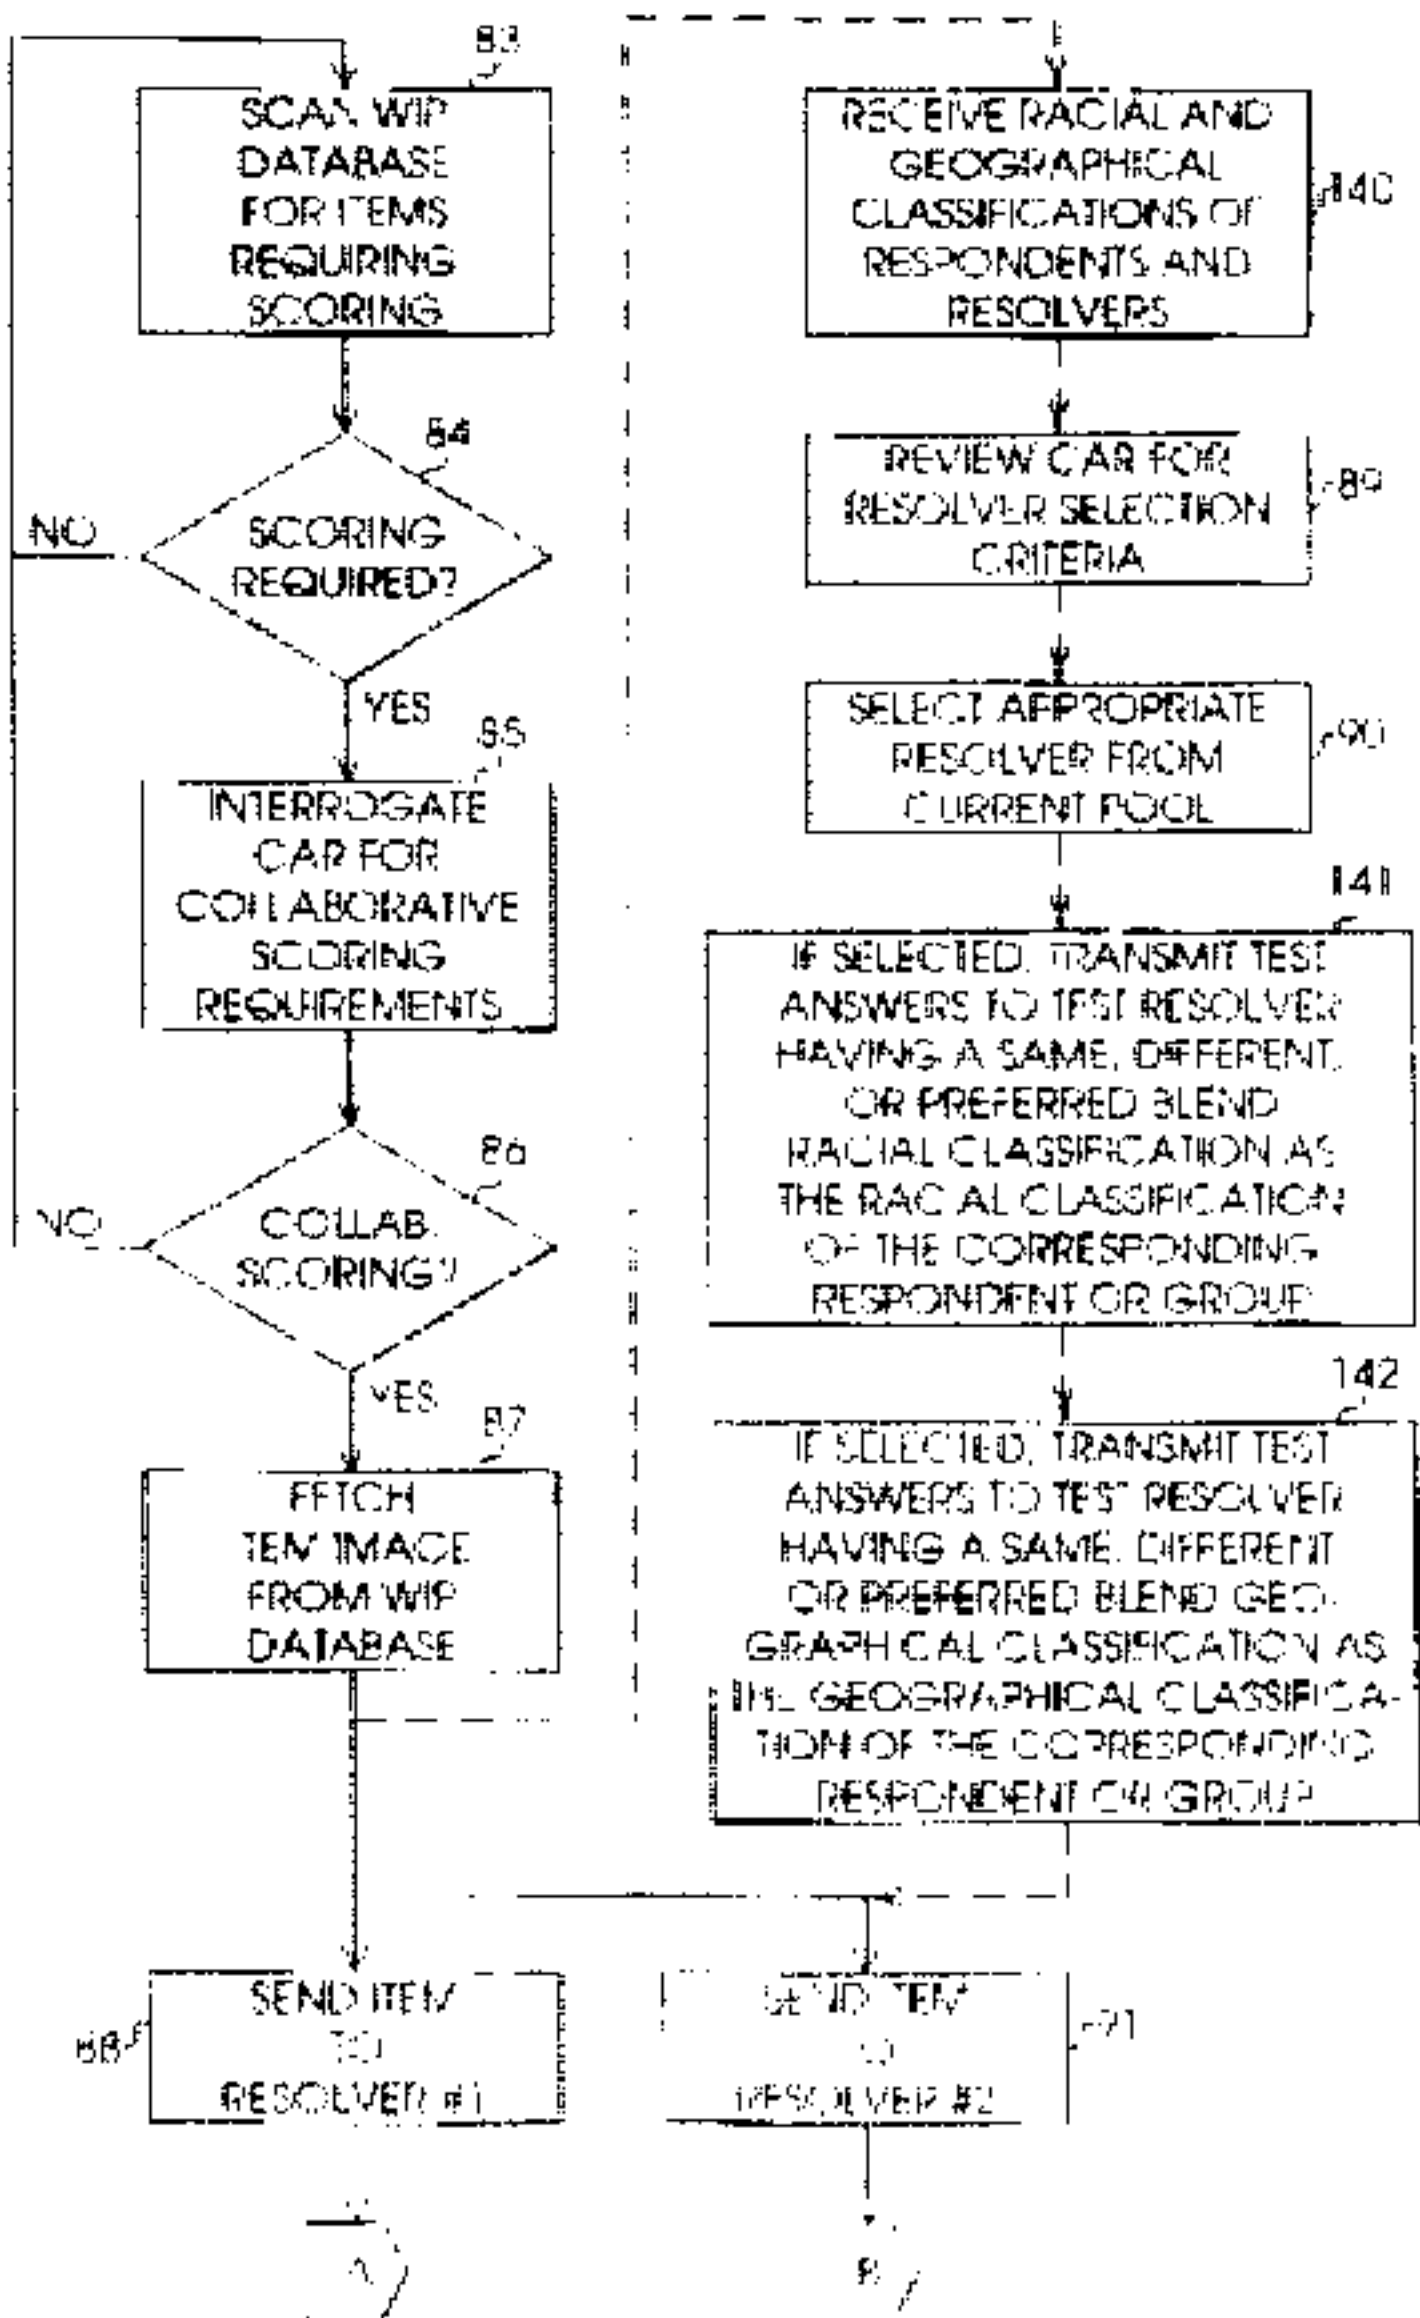 83
SCAN WIP
DATABASE
FOR ITEMS
REQUIRING
SCORING
84
NO
SCORING
REQUIRED?
YES
85
INTERROGATE
CAR FOR
COLLABORATIVE
SCORING
REQUIREMENTS
86
NO
COLLAB.
SCORING?
YES
87
FETCH
ITEM IMAGE
FROM WIP
DATABASE
88
SEND ITEM
TO
RESOLVER #1
A
RECEIVE RACIAL AND
GEOGRAPHICAL
CLASSIFICATIONS OF
RESPONDENTS AND
RESOLVERS
140
REVIEW CAR FOR
RESOLVER SELECTION
CRITERIA
89
SELECT APPROPRIATE
RESOLVER FROM
CURRENT POOL
90
141
IF SELECTED, TRANSMIT TEST
ANSWERS TO TEST RESOLVER
HAVING A SAME, DIFFERENT,
OR PREFERRED BLEND
RACIAL CLASSIFICATION AS
THE RACIAL CLASSIFICATION
OF THE CORRESPONDING
RESPONDENT OR GROUP
142
IF SELECTED, TRANSMIT TEST
ANSWERS TO TEST RESOLVER
HAVING A SAME, DIFFERENT
OR PREFERRED BLEND GEO-
GRAPHICAL CLASSIFICATION AS
THE GEOGRAPHICAL CLASSIFICA-
TION OF THE CORRESPONDING
RESPONDENT OR GROUP
SEND ITEM
TO
RESOLVER #2
91
B